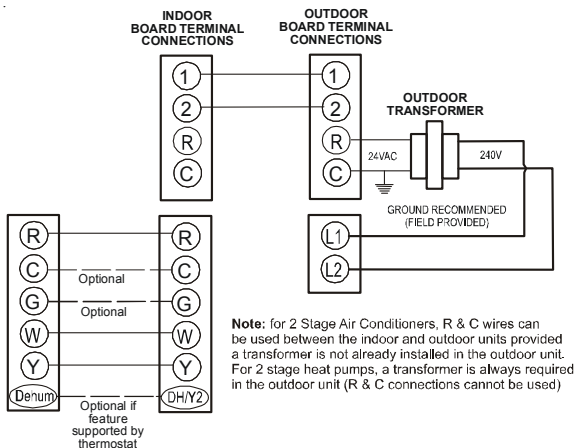 INDOOR
BOARD TERMINAL
CONNECTIONS
OUTDOOR
BOARD TERMINAL
CONNECTIONS
1
2
R
C
1
2
R
C
OUTDOOR
TRANSFORMER
24VAC
240V
GROUND RECOMMENDED
(FIELD PROVIDED)
L1
L2
R
C
G
W
Y
Dehum
Optional
Optional
Optional if
feature
supported by
thermostat
R
C
G
W
Y
DH/Y2
Note: for 2 Stage Air Conditioners, R & C wires can
be used between the indoor and outdoor units provided
a transformer is not already installed in the outdoor unit.
For 2 stage heat pumps, a transformer is always required
in the outdoor unit (R & C connections cannot be used)